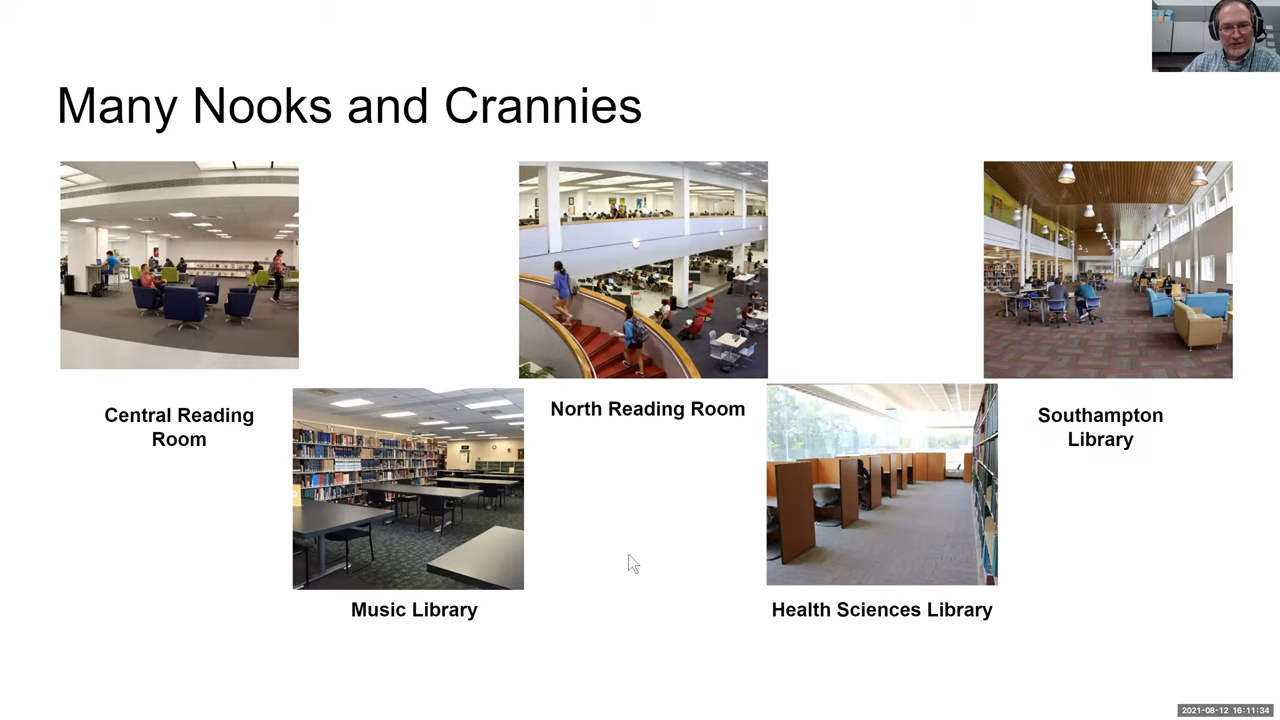 Many Nooks and Crannies
Central Reading
Room
North Reading Room
Southampton
Library
Music Library
Health Sciences Library
2021-08-12 16:11:34